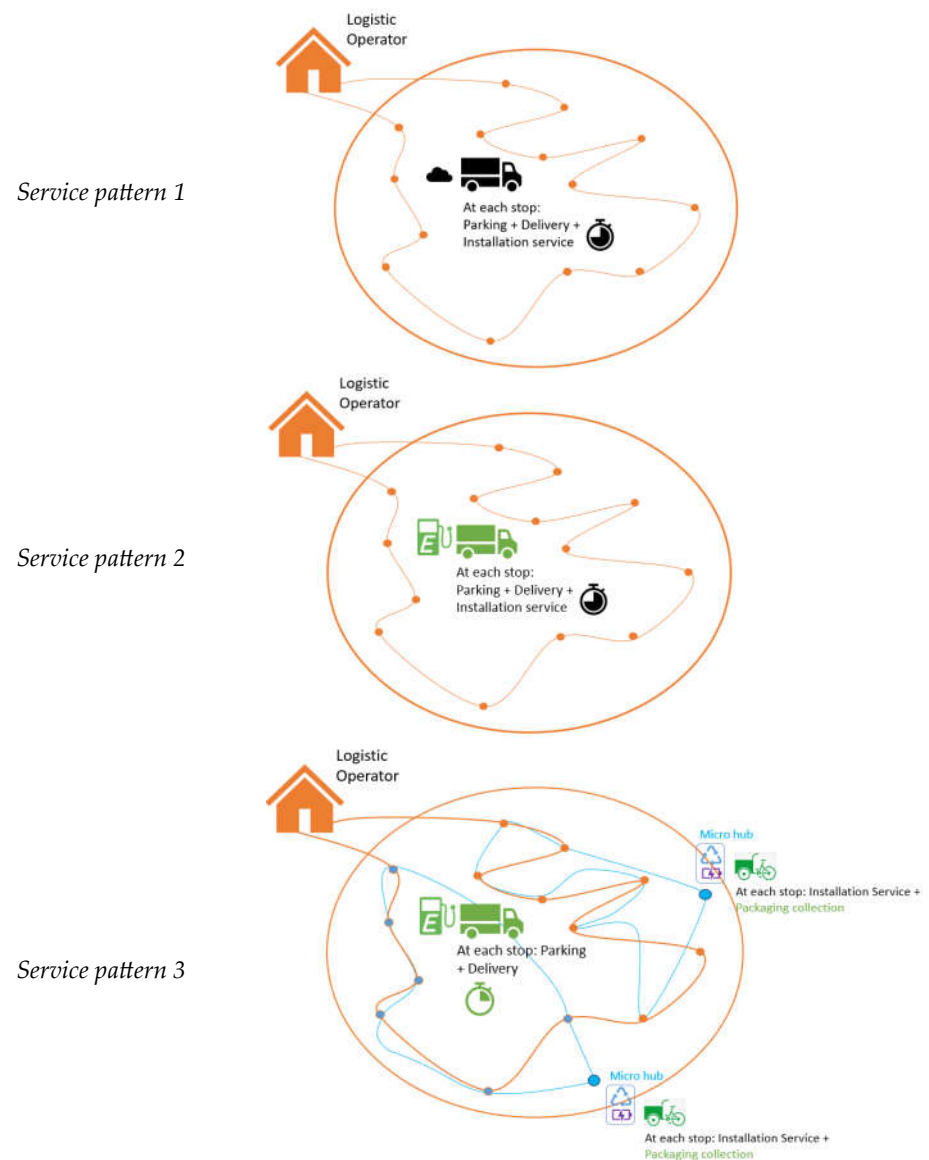 Logistic
Operator
Service pattern 1
At each stop:
Parking + Delivery +
Installation service
Logistic
Operator
Service pattern 2
E
At each stop:
Parking + Delivery +
Installation service
Logistic
Operator
Micro hub
At each stop: Installation Service +
Packaging collection
E
At each stop: Parking
+ Delivery
Service pattern 3
Micro hub
At each stop: Installation Service +
Packaging collection